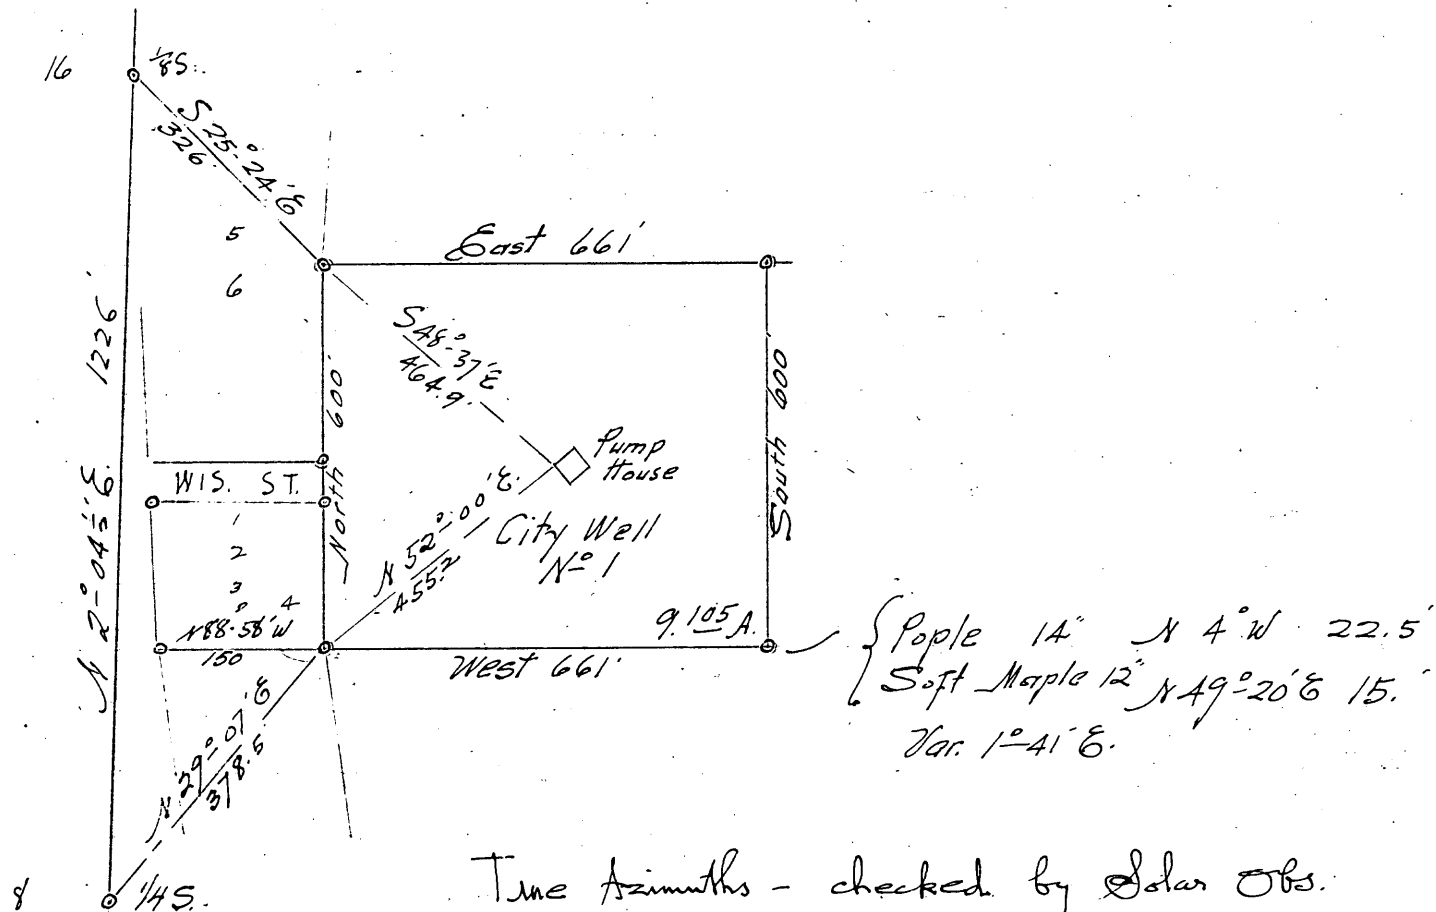 16
1/8 S.
S 25°-24' E
326.
5
6
East 661'
N 2°-04½' E. 1226'
North 600'
S 48°-37' E
464.9.
South 600'
Pump
House
WIS. ST.
1
2
3
4
N 52°-00' E.
455.2
City Well
Nº 1
N 88°-58' W
150
9.105 A.
West 661'
Pople 14" N 4° W 22.5'
Soft Maple 12" N 49°-20' E 15.'
Var. 1°-41' E.
N 29°-07' E
378.5
8
1/4 S.
True Azimuths - checked by Solar Obs.